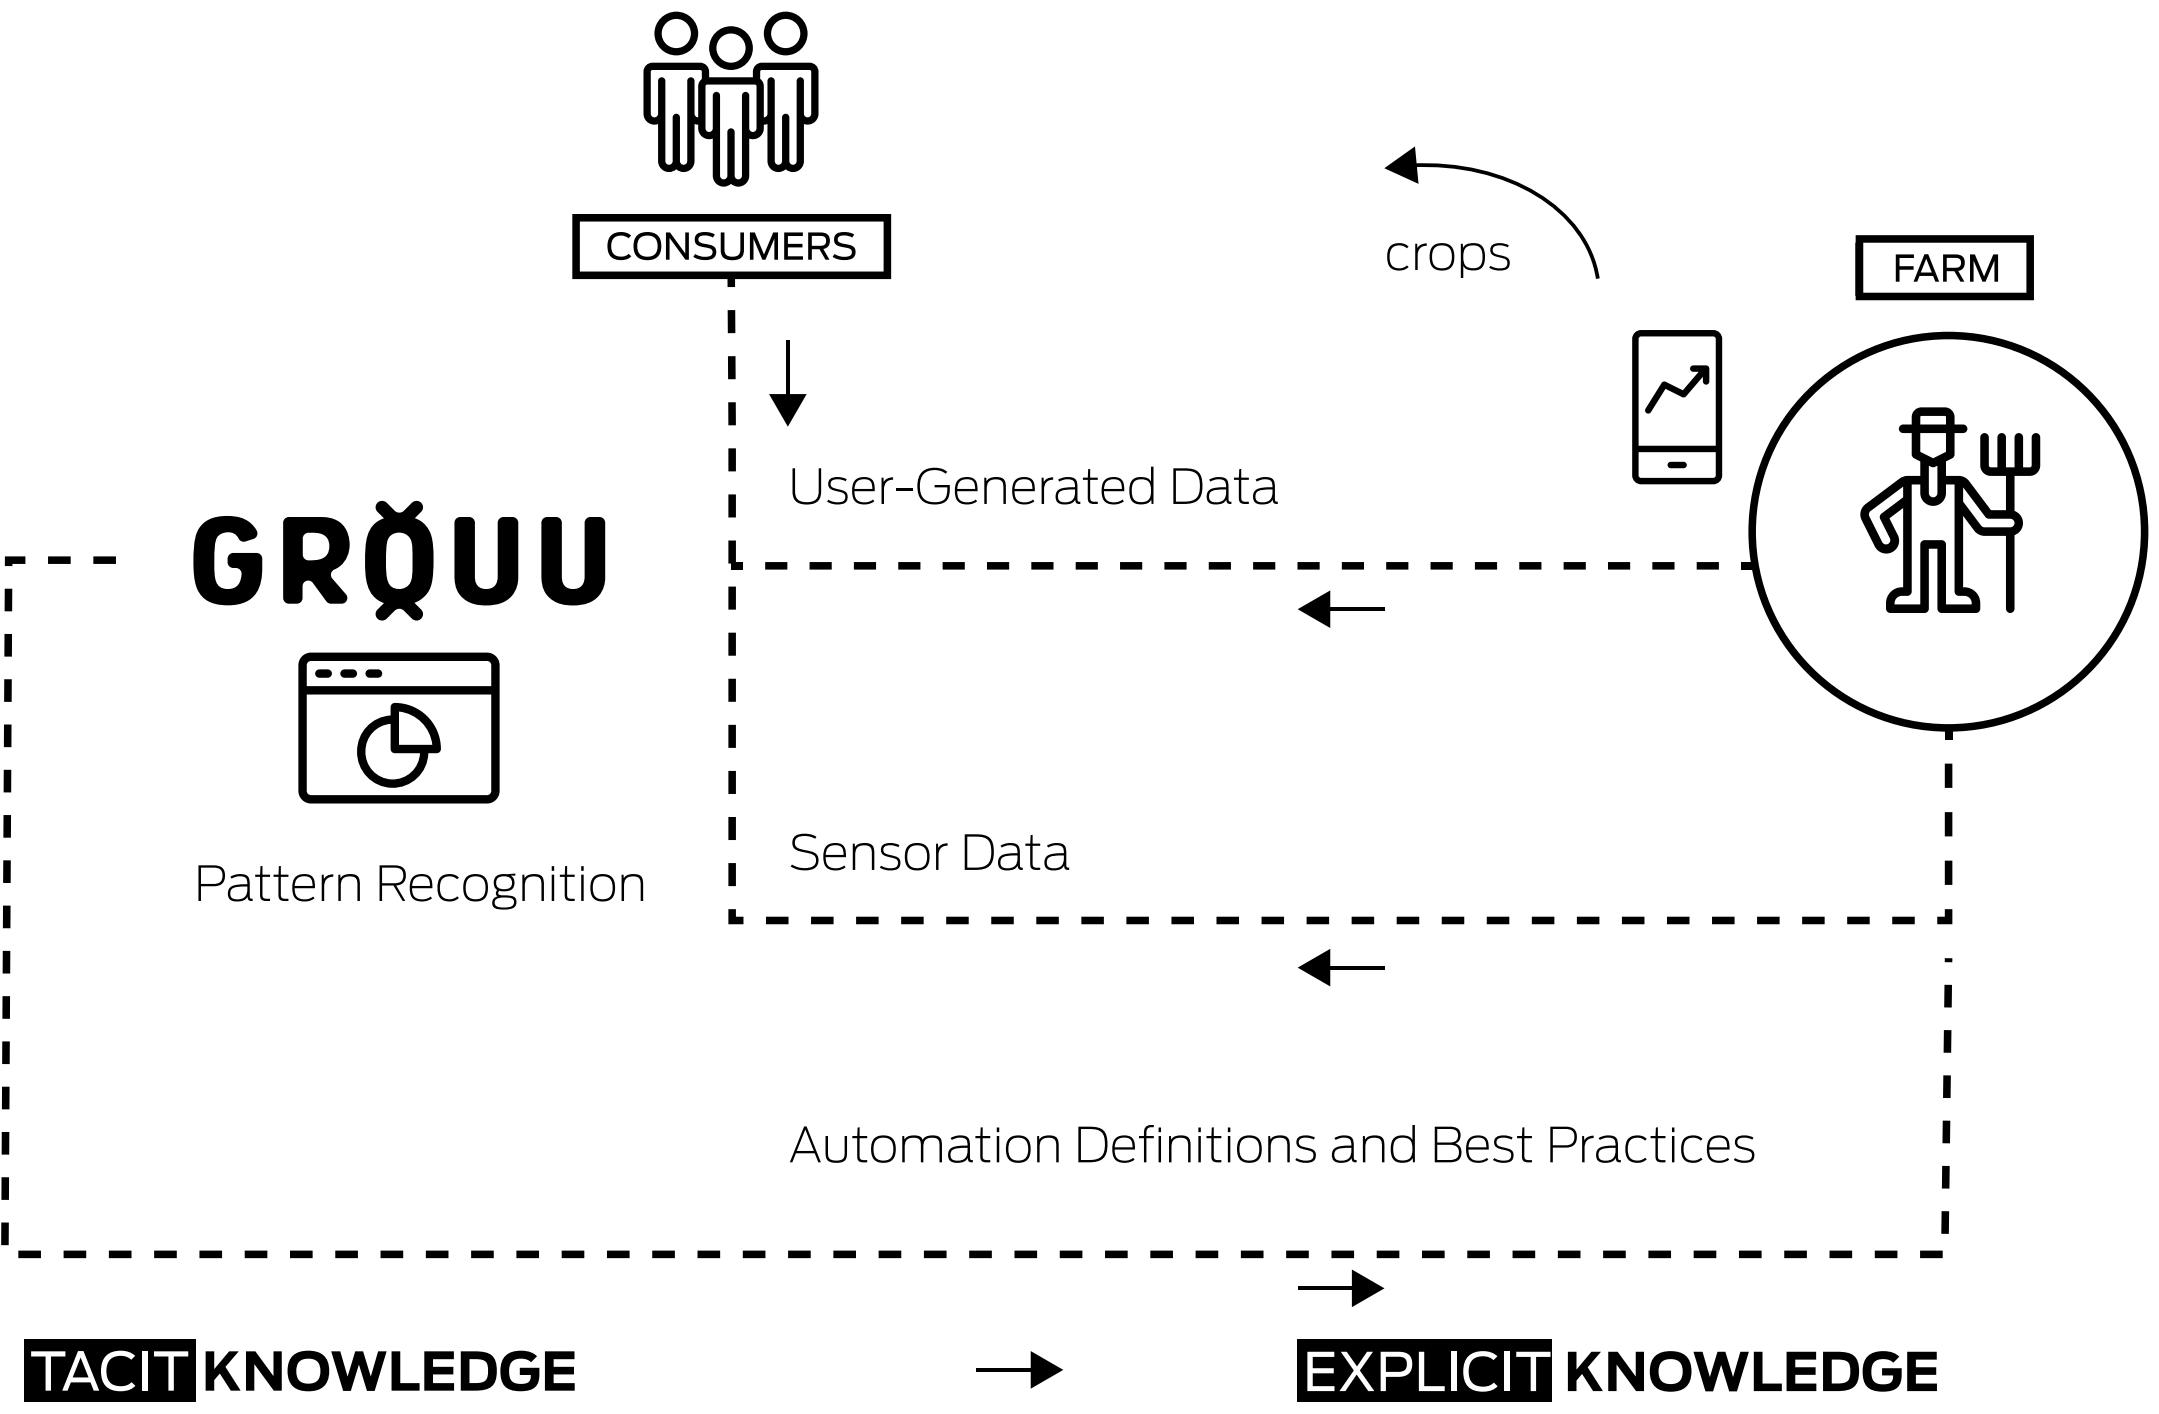 CONSUMERS
crops
FARM
User-Generated Data
GROUU
Pattern Recognition
Sensor Data
Automation Definitions and Best Practices
TACIT KNOWLEDGE
EXPLICIT KNOWLEDGE